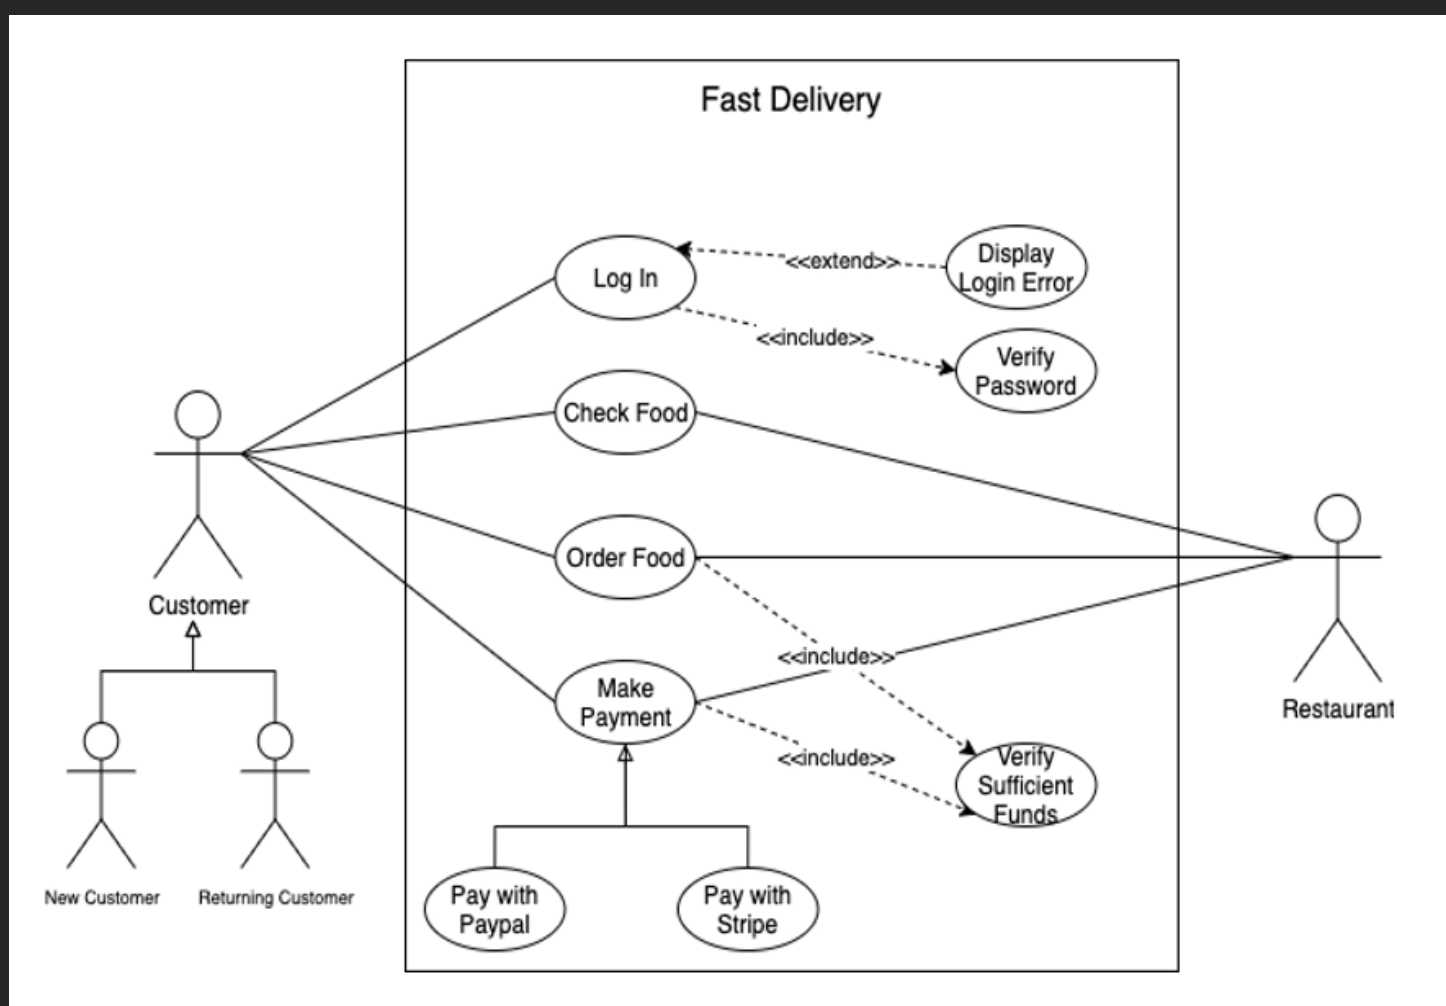 Fast Delivery
Log In
<<extend>>
Display
Login Error
<<include>>
Verify
Password
Check Food
Order Food
Customer
<<include>>
Make
Payment
Restaurant
<<include>>
Verify
Sufficient
Funds
Pay with
Paypal
Pay with
Stripe
New Customer
Returning Customer